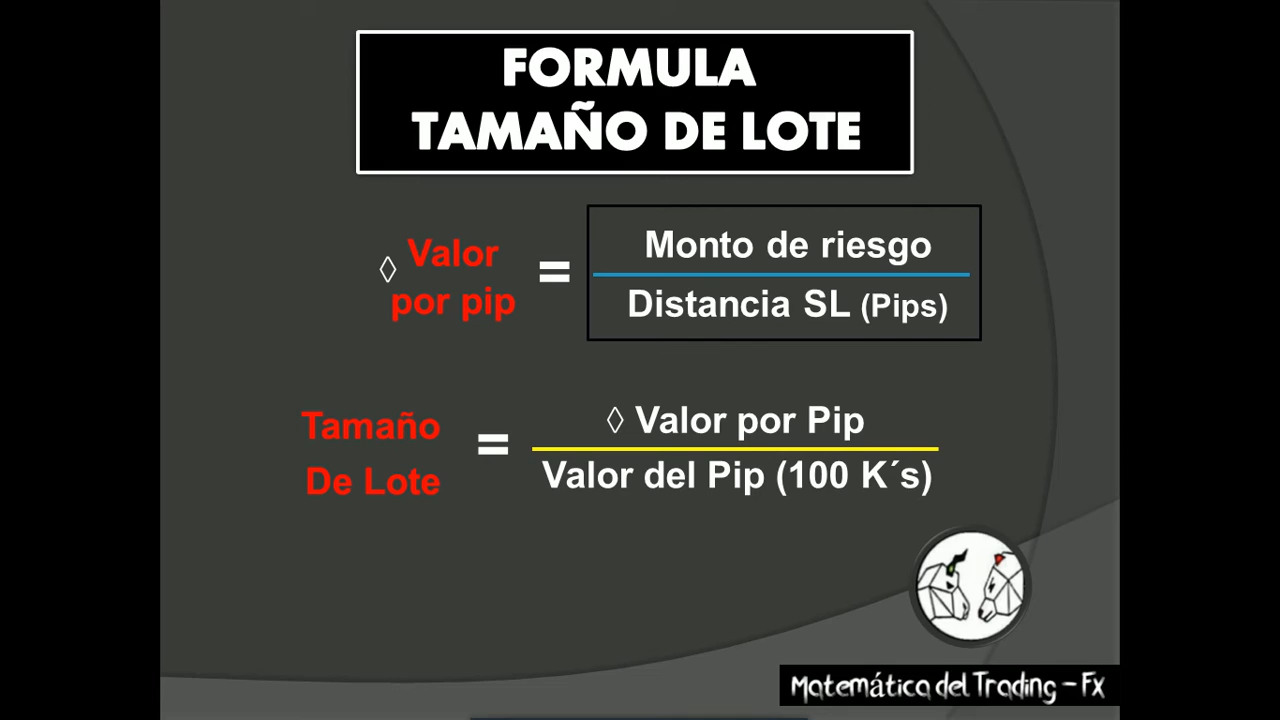 FORMULA
TAMAÑO DE LOTE
◊ Valor
por pip
=
Monto de riesgo
Distancia SL (Pips)
Tamaño
De Lote
=
◊ Valor por Pip
Valor del Pip (100 K´s)
Matemática del Trading - Fx